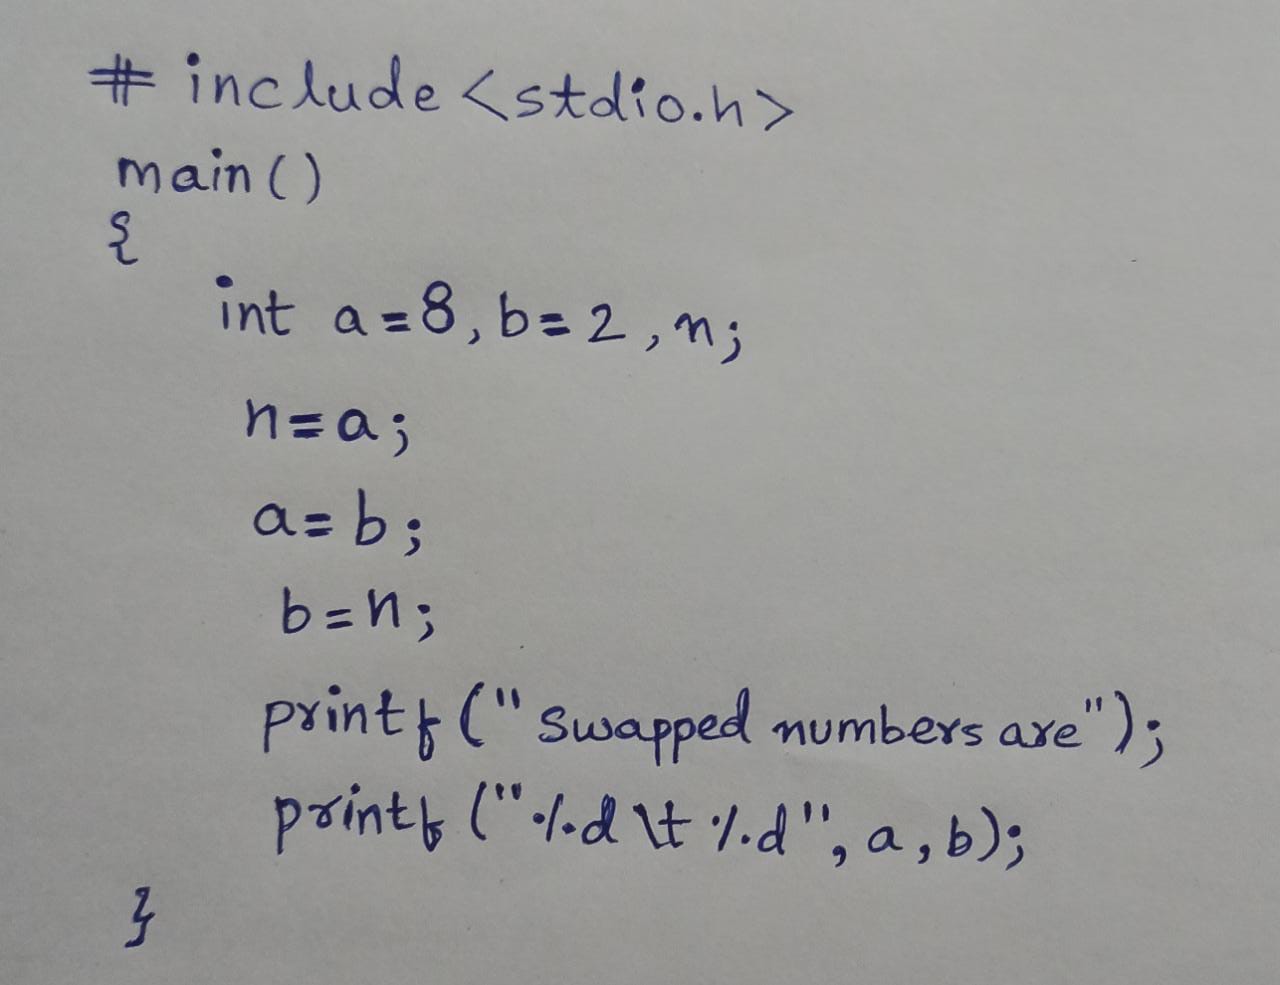 # include <stdio.h>
main()
{
int a=8, b=2, n;
n=a;
a=b;
b=n;
printf("Swapped numbers are");
printf("%d \t %d", a, b);
}